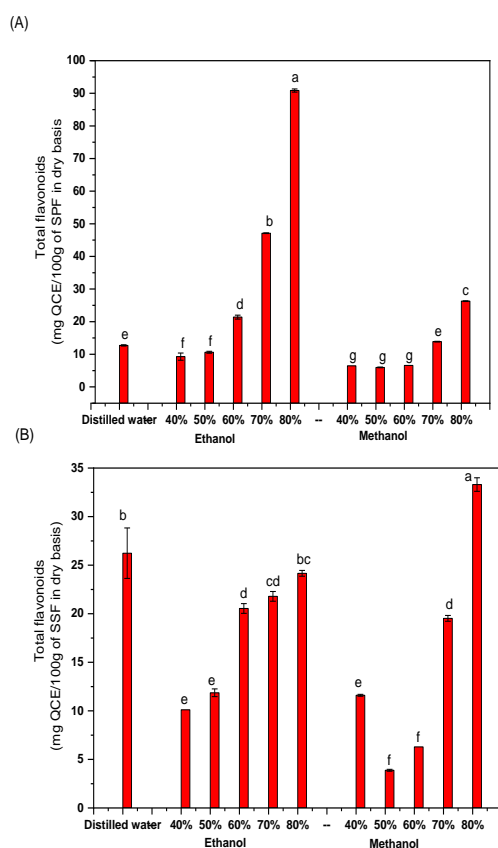 (A)
100
90
80
70
60
50
40
30
20
10
0
Total flavonoids
(mg QCE/100g of SPF in dry basis
e
f
f
d
b
a
g
g
g
e
c
Distilled water -- 40% 50% 60% 70% 80% -- 40% 50% 60% 70% 80%
Ethanol Methanol
(B)
35
30
25
20
15
10
5
0
Total flavonoids
(mg QCE/100g of SSF in dry basis)
b
e
e
d
cd
bc
e
f
f
d
a
Distilled water -- 40% 50% 60% 70% 80% -- 40% 50% 60% 70% 80%
Ethanol Methanol